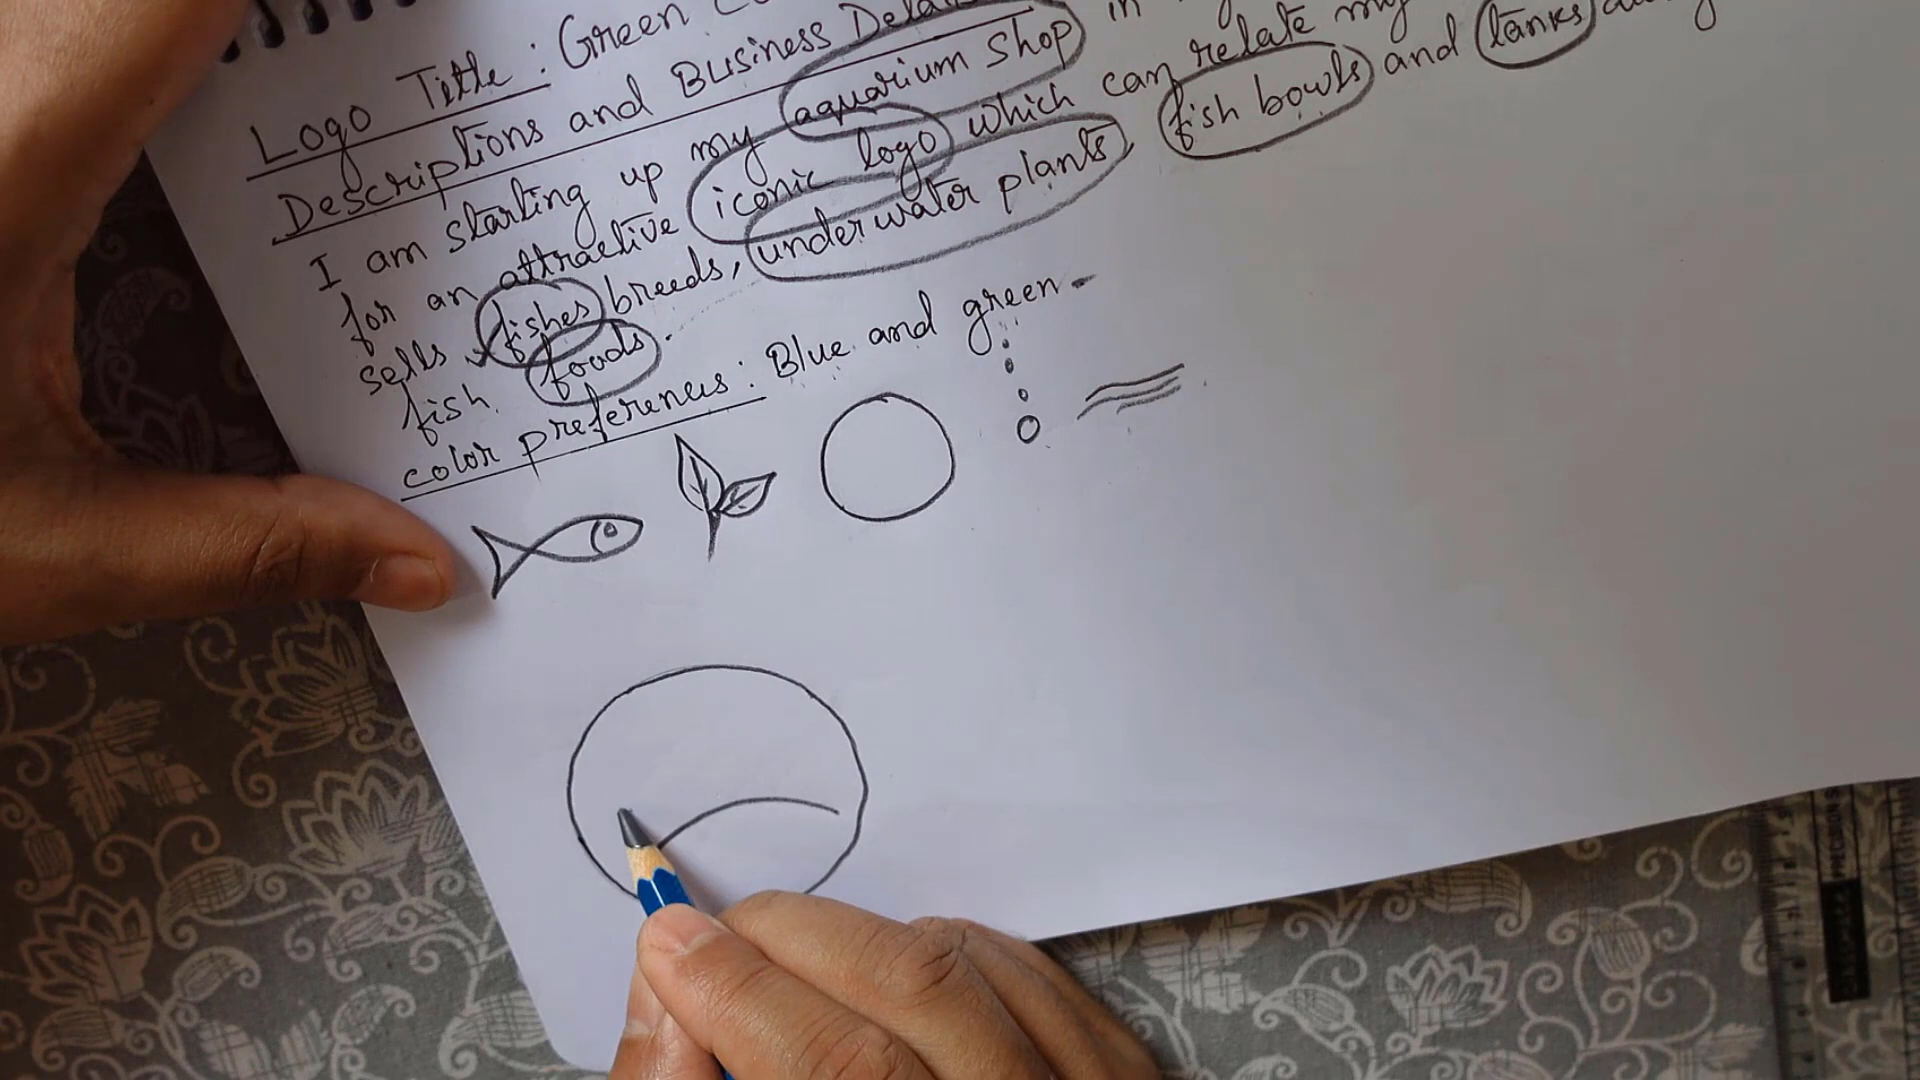 Logo Title: Green
Descriptions and Business Details
I am starting up my aquarium shop in
for an attractive iconic logo which can relate my
sells fishes breeds, underwater plants, fish bowls and tanks
fish foods.
color preferences: Blue and green